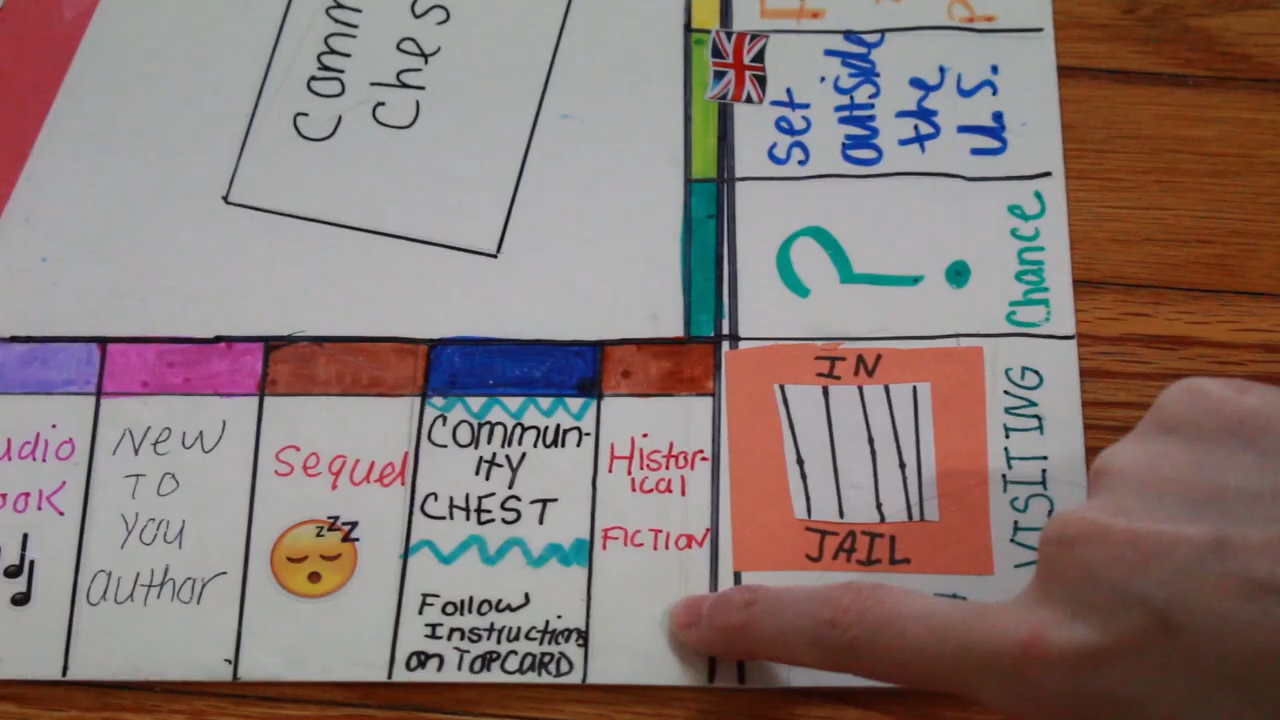 Comm
Ches
Set
outside
the
U.S.
?
Chance
IN
JAIL
VISITING
Histor-
ical
FICTION
COMMUN-
ITY
CHEST
Follow
Instructions
on TOPCARD
Sequel
zzz
NEW
TO
You
author
udio
ook